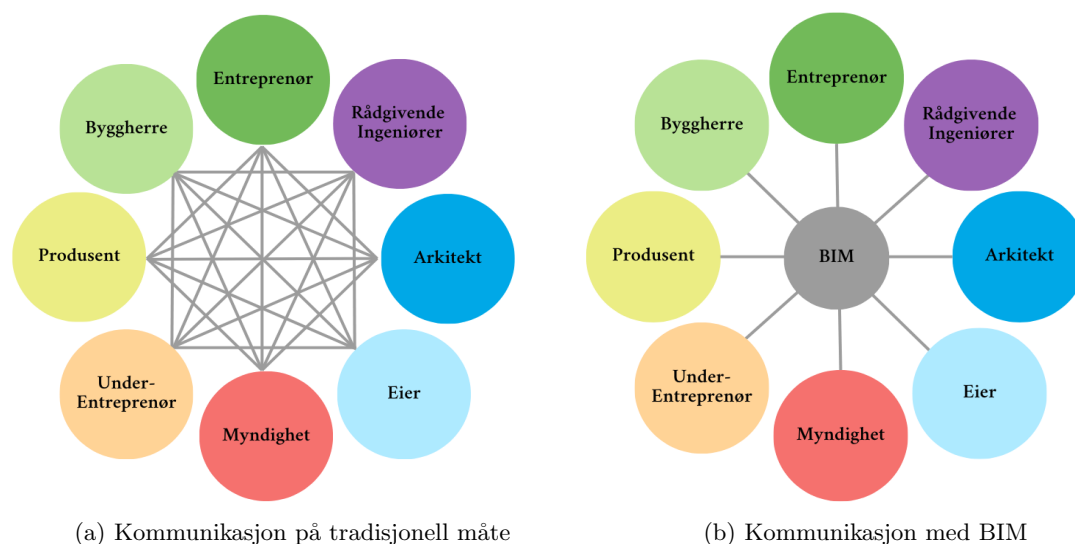 Entreprenør
Byggherre
Rådgivende
Ingeniører
Produsent
Arkitekt
Under-
Entreprenør
Eier
Myndighet
(a) Kommunikasjon på tradisjonell måte
Entreprenør
Byggherre
Rådgivende
Ingeniører
Produsent
BIM
Arkitekt
Under-
Entreprenør
Eier
Myndighet
(b) Kommunikasjon med BIM